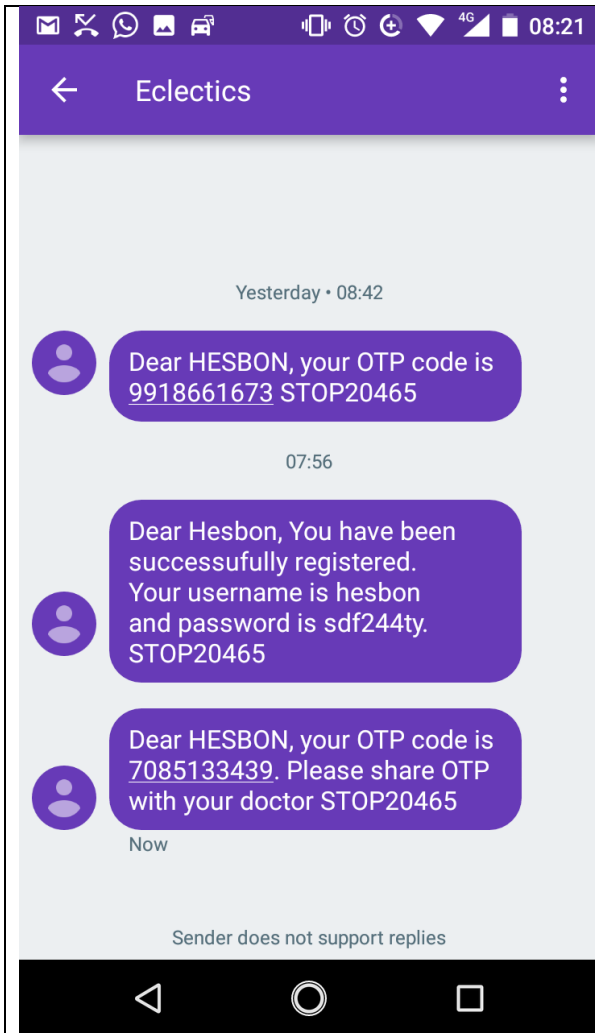 4G 08:21
Eclectics
Yesterday • 08:42
Dear HESBON, your OTP code is
9918661673 STOP20465
07:56
Dear Hesbon, You have been
successufully registered.
Your username is hesbon
and password is sdf244ty.
STOP20465
Dear HESBON, your OTP code is
7085133439. Please share OTP
with your doctor STOP20465
Now
Sender does not support replies